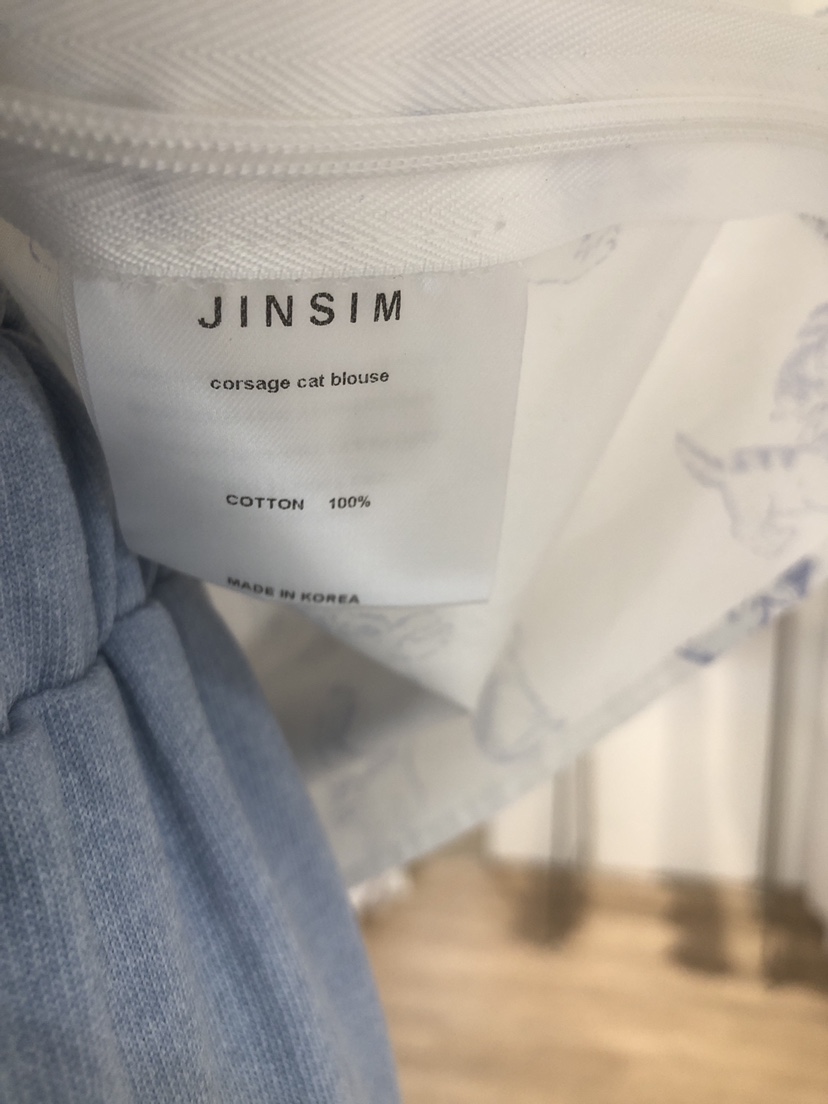 JINSIM
corsage cat blouse
COTTON 100%
MADE IN KOREA